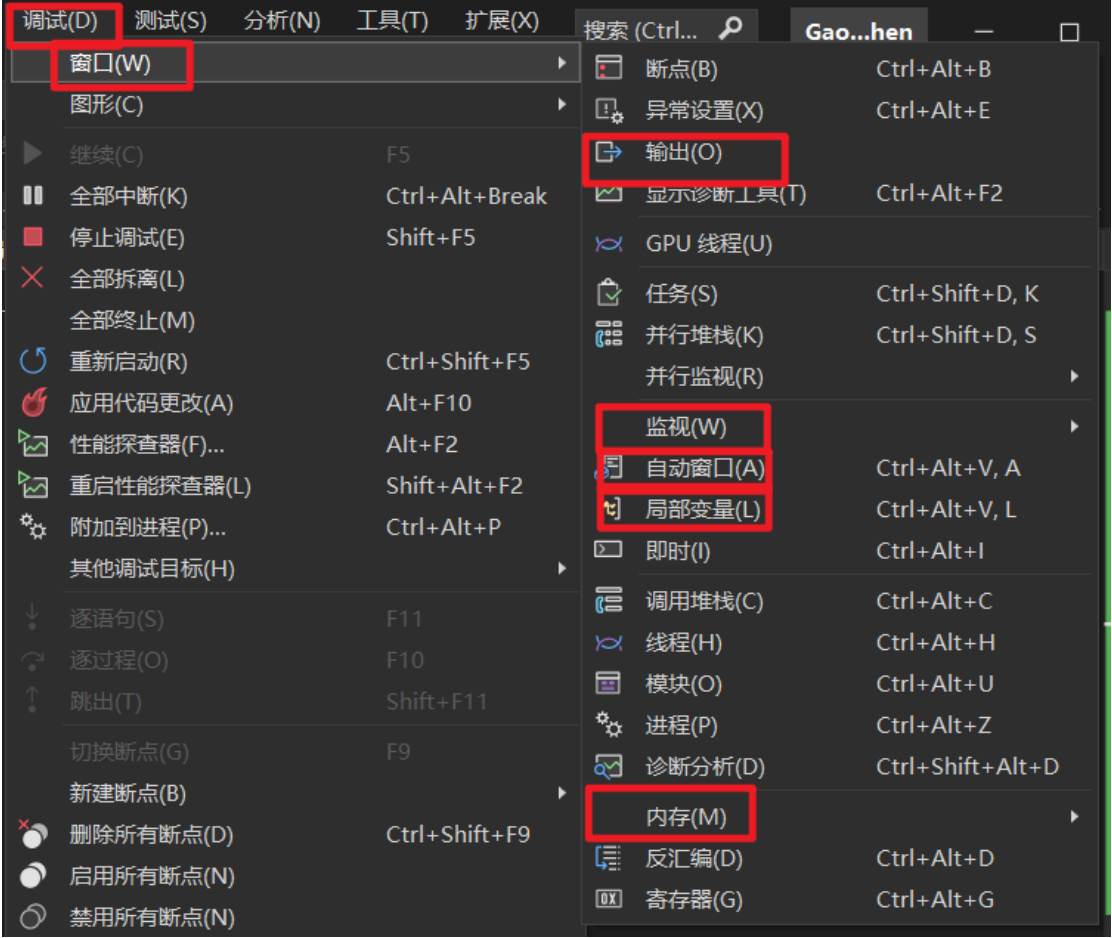 调试(D) 测试(S) 分析(N) 工具(T) 扩展(X) 搜索 (Ctrl... Gao...hen
窗口(W)
图形(C)
继续(C) F5
全部中断(K) Ctrl+Alt+Break
停止调试(E) Shift+F5
全部拆离(L)
全部终止(M)
重新启动(R) Ctrl+Shift+F5
应用代码更改(A) Alt+F10
性能探查器(F)... Alt+F2
重启性能探查器(L) Shift+Alt+F2
附加到进程(P)... Ctrl+Alt+P
其他调试目标(H)
逐语句(S) F11
逐过程(O) F10
跳出(T) Shift+F11
切换断点(G) F9
新建断点(B)
删除所有断点(D) Ctrl+Shift+F9
启用所有断点(N)
禁用所有断点(N)
断点(B) Ctrl+Alt+B
异常设置(X) Ctrl+Alt+E
输出(O)
显示诊断工具(T) Ctrl+Alt+F2
GPU 线程(U)
任务(S) Ctrl+Shift+D, K
并行堆栈(K) Ctrl+Shift+D, S
并行监视(R)
监视(W)
自动窗口(A) Ctrl+Alt+V, A
局部变量(L) Ctrl+Alt+V, L
即时(I) Ctrl+Alt+I
调用堆栈(C) Ctrl+Alt+C
线程(H) Ctrl+Alt+H
模块(O) Ctrl+Alt+U
进程(P) Ctrl+Alt+Z
诊断分析(D) Ctrl+Shift+Alt+D
内存(M)
反汇编(D) Ctrl+Alt+D
寄存器(G) Ctrl+Alt+G